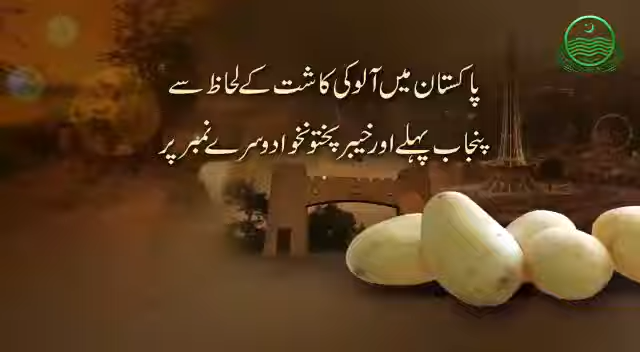 پاکستان میں آلو کی کاشت کے لحاظ سے
پنجاب پہلے اور خیبر پختونخوا دوسرے نمبر پر